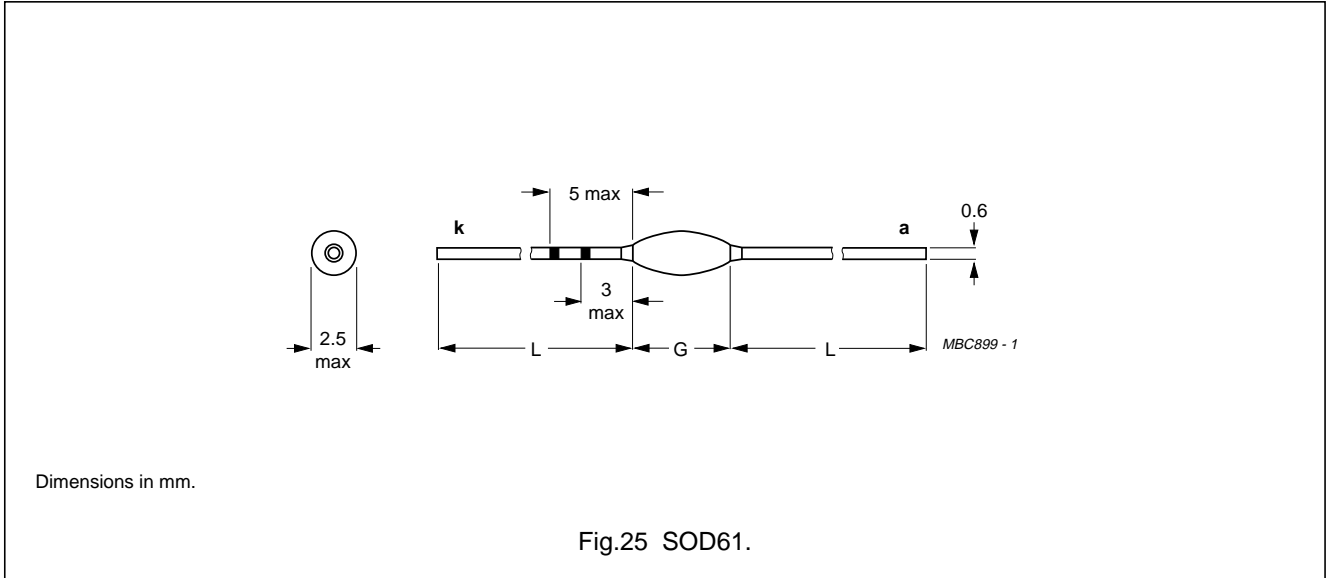 5 max
0.6
k
a
3
max
2.5
max
L
G
L
MBC899 - 1
Dimensions in mm.
Fig.25 SOD61.